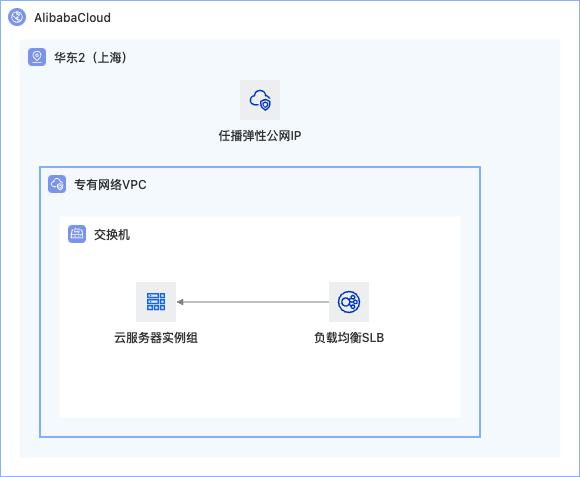 AlibabaCloud
华东2（上海）
任播弹性公网IP
专有网络VPC
交换机
云服务器实例组
负载均衡SLB